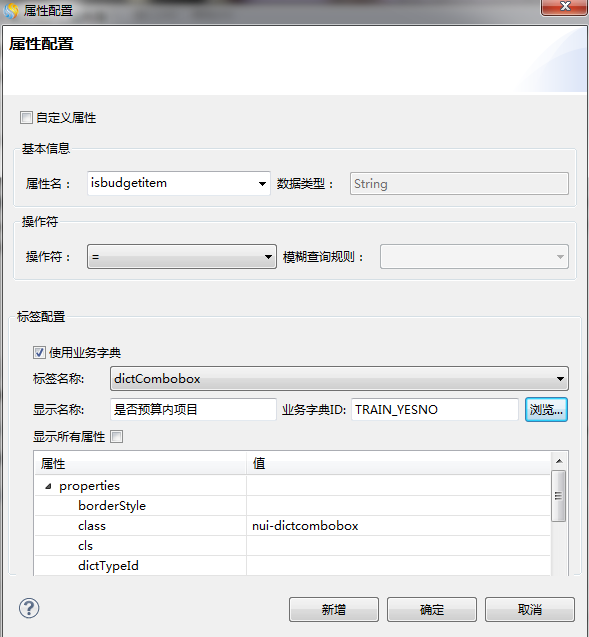 属性配置
属性配置
自定义属性
基本信息
属性名： isbudgetitem 数据类型： String
操作符
操作符： = 模糊查询规则：
标签配置
使用业务字典
标签名称: dictCombobox
显示名称: 是否预算内项目 业务字典ID: TRAIN_YESNO 浏览...
显示所有属性
属性 值
properties
borderStyle
class nui-dictcombobox
cls
dictTypeId
新增 确定 取消